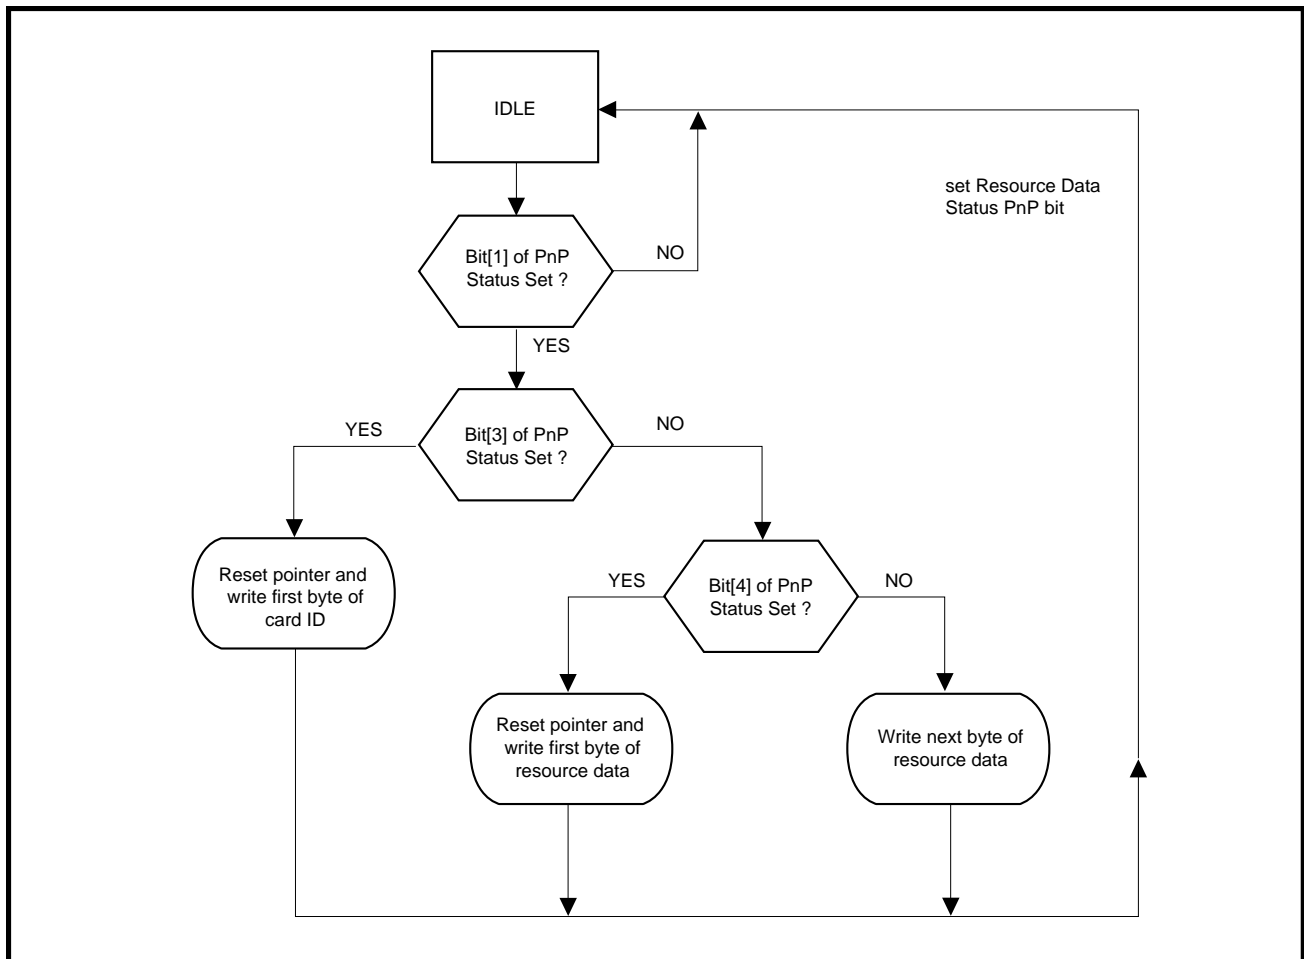 IDLE
set Resource Data
Status PnP bit
Bit[1] of PnP
Status Set ?
NO
YES
Bit[3] of PnP
Status Set ?
YES
NO
Reset pointer and
write first byte of
card ID
Bit[4] of PnP
Status Set ?
YES
NO
Reset pointer and
write first byte of
resource data
Write next byte of
resource data